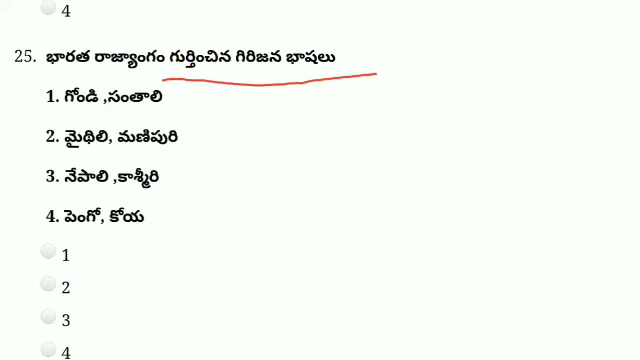 4
25. భారత రాజ్యాంగం గుర్తించిన గిరిజన భాషలు
1. గోండి ,సంతాలి
2. మైథిలి, మణిపురి
3. నేపాలి ,కాశ్మీరి
4. పెంగో, కోయ
1
2
3
4